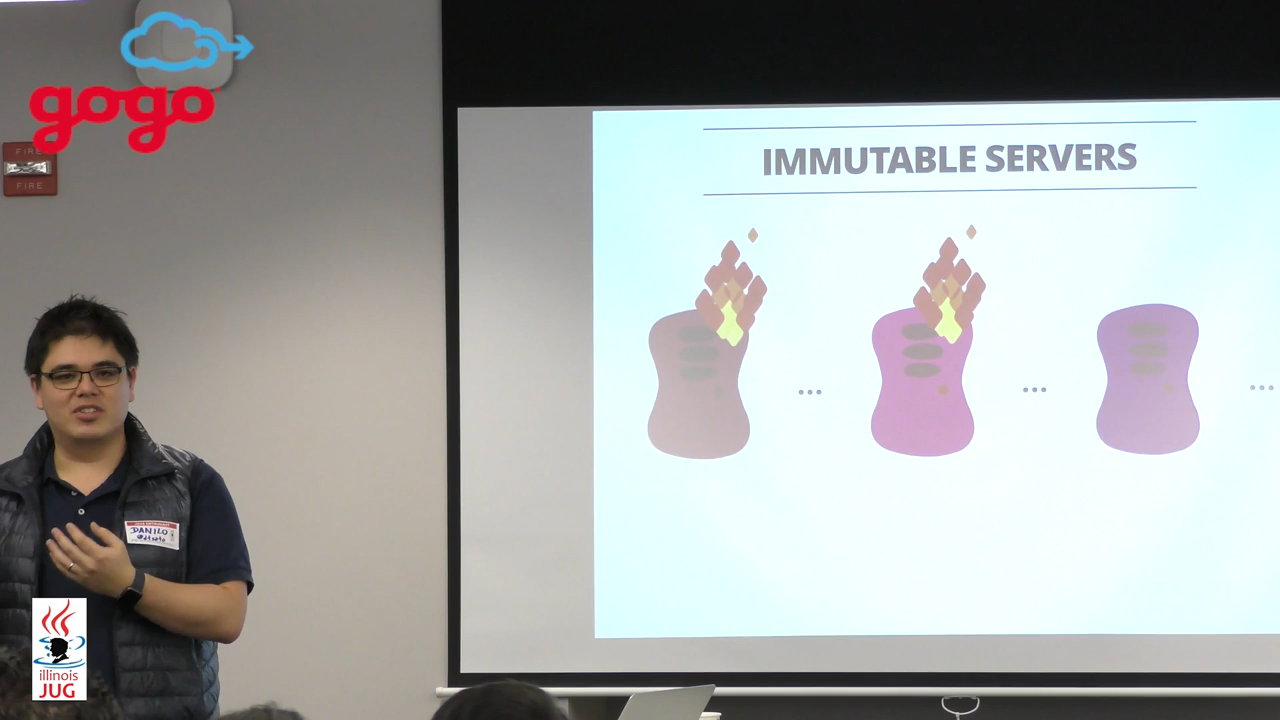 gogo
FIRE
FIRE
IMMUTABLE SERVERS
...
...
...
DANILO
illinois
JUG